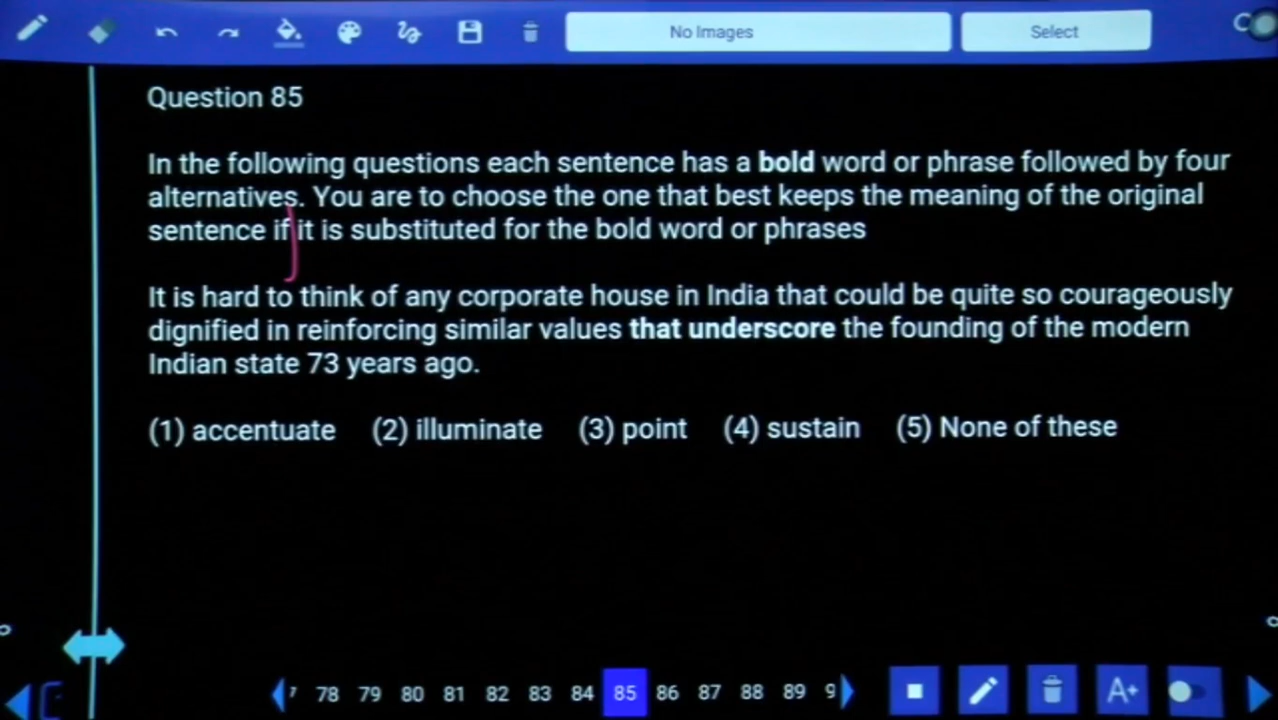 No Images
Select
Question 85
In the following questions each sentence has a bold word or phrase followed by four
alternatives. You are to choose the one that best keeps the meaning of the original
sentence if it is substituted for the bold word or phrases
It is hard to think of any corporate house in India that could be quite so courageously
dignified in reinforcing similar values that underscore the founding of the modern
Indian state 73 years ago.
(1) accentuate (2) illuminate (3) point (4) sustain (5) None of these
78 79 80 81 82 83 84 85 86 87 88 89
A+